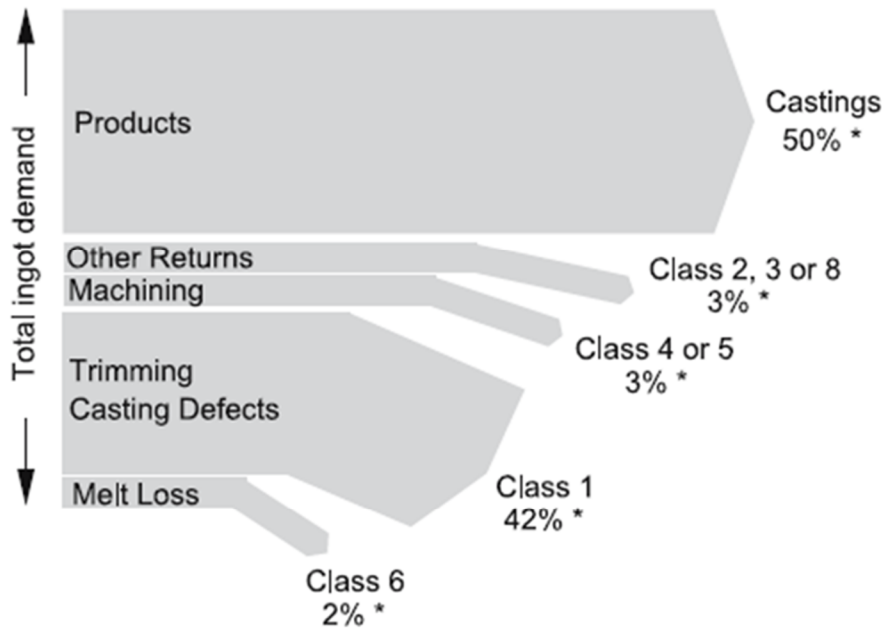 Total ingot demand
Products
Castings
50% *
Other Returns
Class 2, 3 or 8
3% *
Machining
Class 4 or 5
3% *
Trimming
Casting Defects
Class 1
42% *
Melt Loss
Class 6
2% *